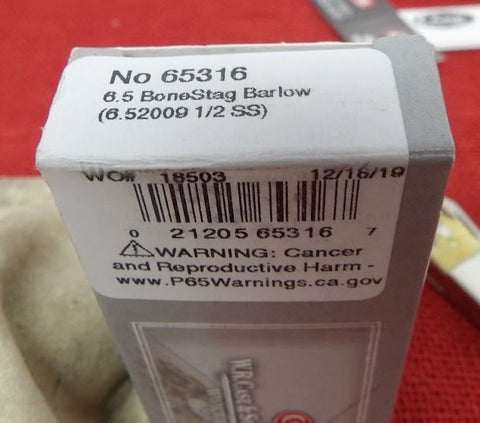 No 65316
6.5 BoneStag Barlow
(6.52009 1/2 SS)
WO# 18503 12/16/19
0 21205 65316 7
WARNING: Cancer
and Reproductive Harm -
www.P65Warnings.ca.gov
W.R. Case & S